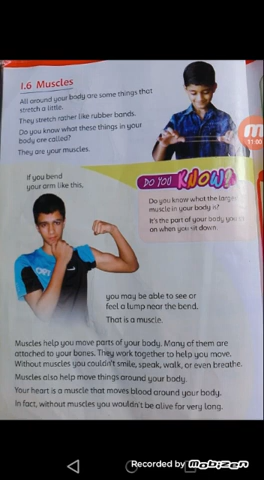 1.6 Muscles
All around your body are some things that
stretch a little.
They stretch rather like rubber bands.
Do you know what these things in your
body are called?
They are your muscles.
If you bend
your arm like this,
DO YOU KNOW?
Do you know what the large
muscle in your body is?
It's the part of your body you
on when you sit down.
you may be able to see or
feel a lump near the bend.
That is a muscle.
Muscles help you move parts of your body. Many of them are
attached to your bones. They work together to help you move.
Without muscles you couldn't smile, speak, walk, or even breathe.
Muscles also help move things around your body.
Your heart is a muscle that moves blood around your body.
In fact, without muscles you wouldn't be alive for very long.
m
11:00
Recorded by Mobizen